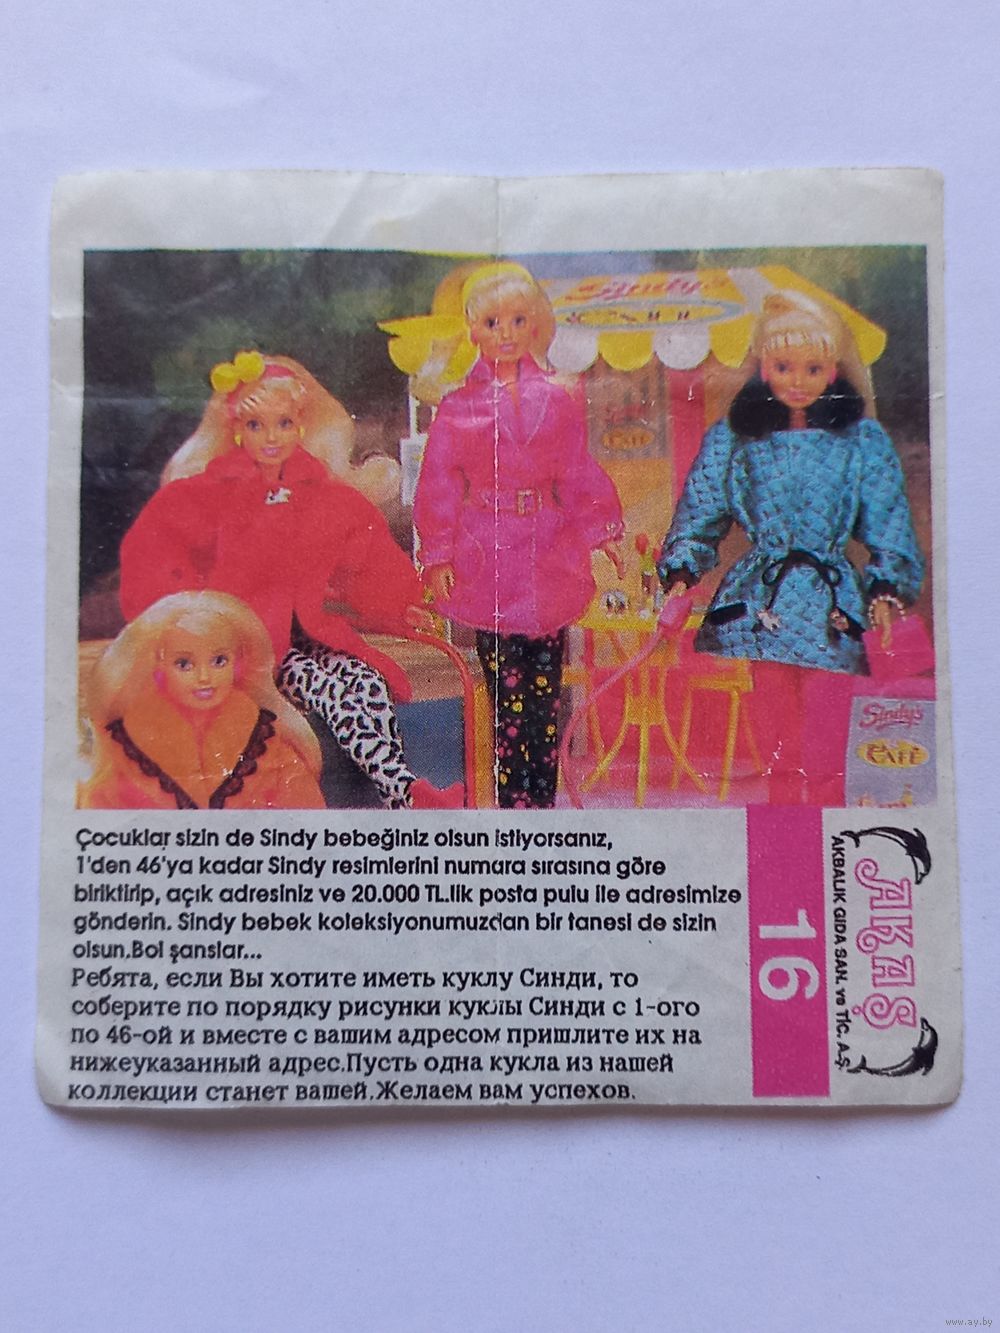 Sindy's
CAFE
Sindy's
CAFE
Çocuklar sizin de Sindy bebeğiniz olsun istiyorsanız,
1'den 46'ya kadar Sindy resimlerini numara sırasına göre
biriktirip, açık adresiniz ve 20.000 TL.lik posta pulu ile adresimize
gönderin. Sindy bebek koleksiyonumuzdan bir tanesi de sizin
olsun.Bol şanslar...
Ребята, если Вы хотите иметь куклу Синди, то
соберите по порядку рисунки куклы Синди с 1-ого
по 46-ой и вместе с вашим адресом пришлите их на
нижеуказанный адрес.Пусть одна кукла из нашей
коллекции станет вашей.Желаем вам успехов.
16
AKAŞ
AKBALIK GIDA SAN. ve TİC. A.Ş.
www.ay.by